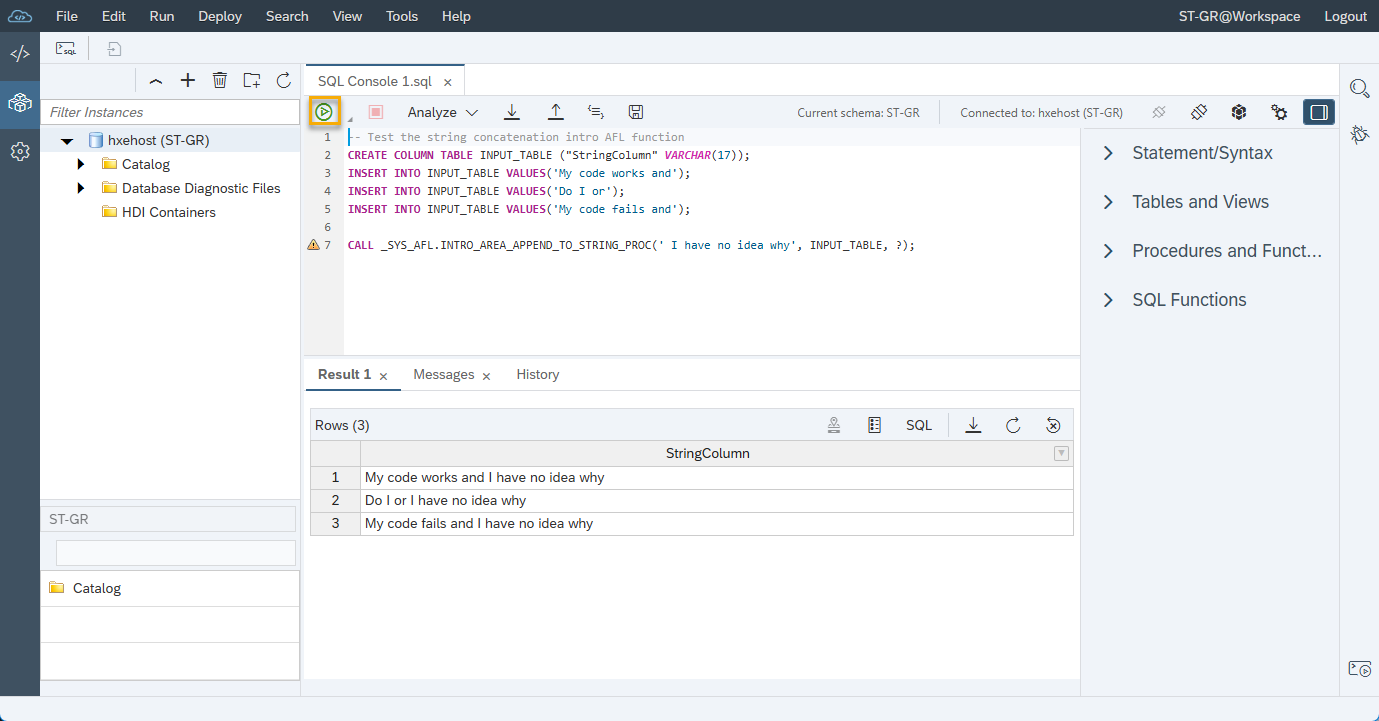 File Edit Run Deploy Search View Tools Help ST-GR@Workspace Logout
SQL
SQL Console 1.sql ×
Filter Instances
Analyze Current schema: ST-GR Connected to: hxehost (ST-GR)
hxehost (ST-GR)
Catalog
Database Diagnostic Files
HDI Containers
1 -- Test the string concatenation intro AFL function
2 CREATE COLUMN TABLE INPUT_TABLE ("StringColumn" VARCHAR(17));
3 INSERT INTO INPUT_TABLE VALUES('My code works and');
4 INSERT INTO INPUT_TABLE VALUES('Do I or');
5 INSERT INTO INPUT_TABLE VALUES('My code fails and');
6
7 CALL _SYS_AFL.INTRO_AREA_APPEND_TO_STRING_PROC(' I have no idea why', INPUT_TABLE, ?);
Statement/Syntax
Tables and Views
Procedures and Funct...
SQL Functions
Result 1 × Messages × History
Rows (3) SQL
StringColumn
1 My code works and I have no idea why
2 Do I or I have no idea why
3 My code fails and I have no idea why
ST-GR
Catalog